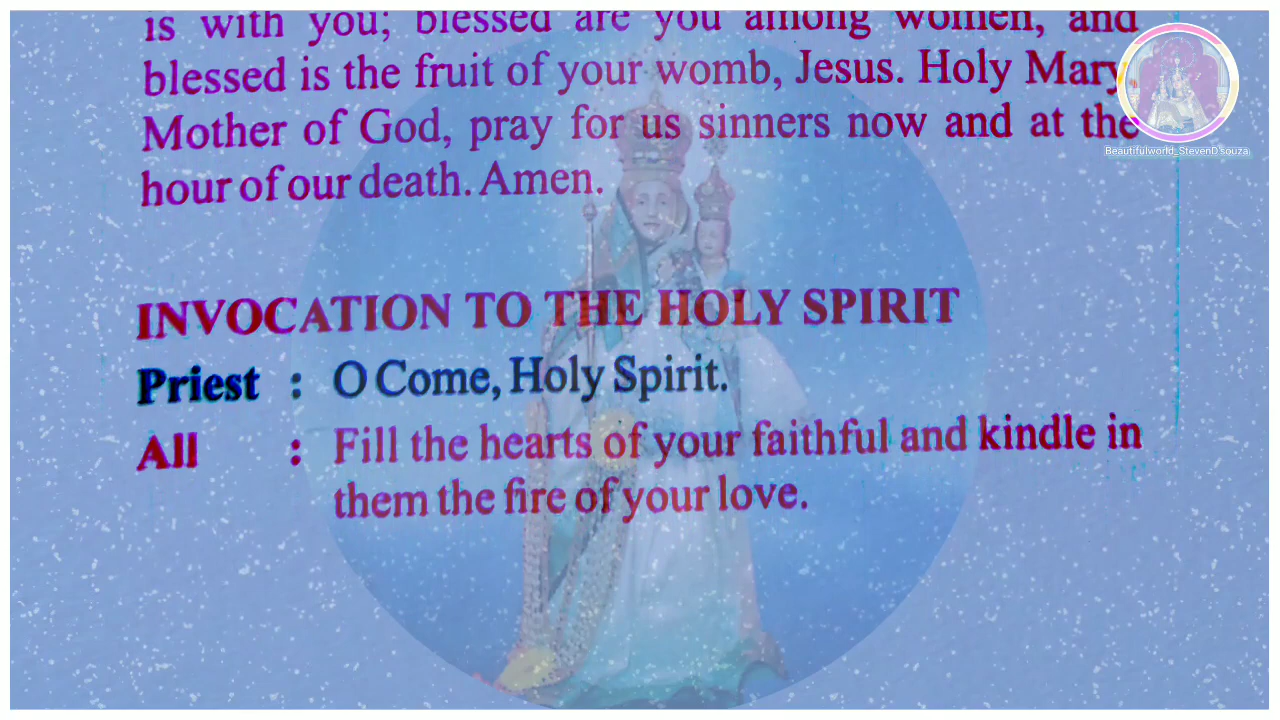 is with you; blessed are you among women, and
blessed is the fruit of your womb, Jesus. Holy Mary,
Mother of God, pray for us sinners now and at the
hour of our death. Amen.
INVOCATION TO THE HOLY SPIRIT
Priest : O Come, Holy Spirit.
All : Fill the hearts of your faithful and kindle in
them the fire of your love.
Beautifulworld_StevenD'souza